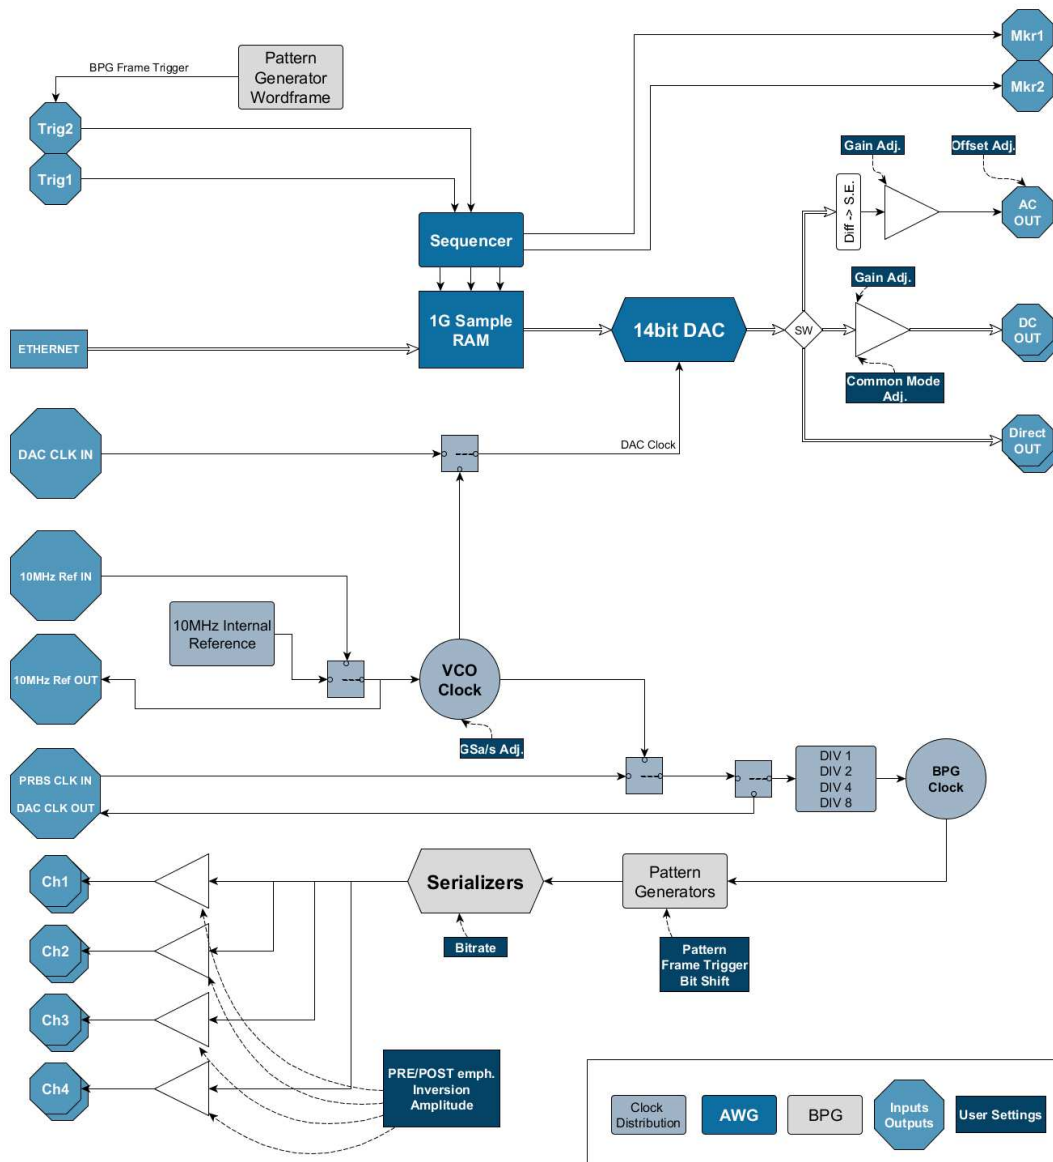 Mkr1
Pattern
Generator
Wordframe
BPG Frame Trigger
Mkr2
Trig2
Trig1
Gain Adj.
Offset Adj.
Diff -> S.E.
AC
OUT
Sequencer
Gain Adj.
1G Sample
RAM
14bit DAC
SW
DC
OUT
ETHERNET
Common Mode
Adj.
DAC CLK IN
DAC Clock
Direct
OUT
10MHz Ref IN
10MHz Internal
Reference
10MHz Ref OUT
VCO
Clock
GSa/s Adj.
PRBS CLK IN
DAC CLK OUT
DIV 1
DIV 2
DIV 4
DIV 8
BPG
Clock
Ch1
Serializers
Pattern
Generators
Ch2
Bitrate
Pattern
Frame Trigger
Bit Shift
Ch3
Ch4
PRE/POST emph.
Inversion
Amplitude
Clock
Distribution
AWG
BPG
Inputs
Outputs
User Settings